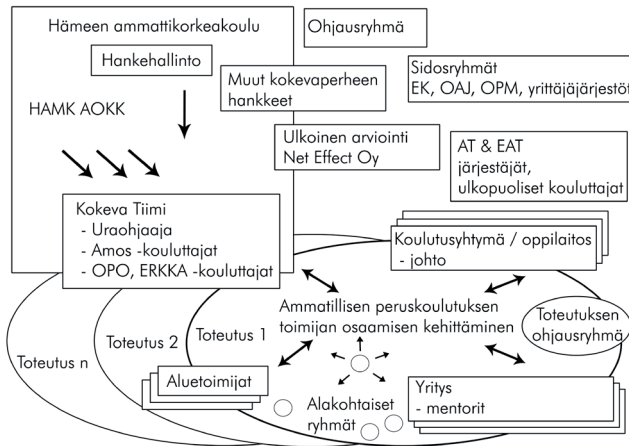 Hämeen ammattikorkeakoulu
Ohjausryhmä
Hankehallinto
Sidosryhmät
EK, OAJ, OPM, yrittäjäjärjestöt
Muut kokevaperheen
hankkeet
HAMK AOKK
Ulkoinen arviointi
Net Effect Oy
AT & EAT
järjestäjät,
ulkopuoliset kouluttajat
Kokeva Tiimi
- Uraohjaaja
- Amos -kouluttajat
- OPO, ERKKA -kouluttajat
Koulutusyhtymä / oppilaitos
- johto
Ammatillisen peruskoulutuksen
toimijan osaamisen kehittäminen
Toteutuksen
ohjausryhmä
Toteutus 1
Toteutus 2
Toteutus n
Aluetoimijat
Alakohtaiset
ryhmät
Yritys
- mentorit